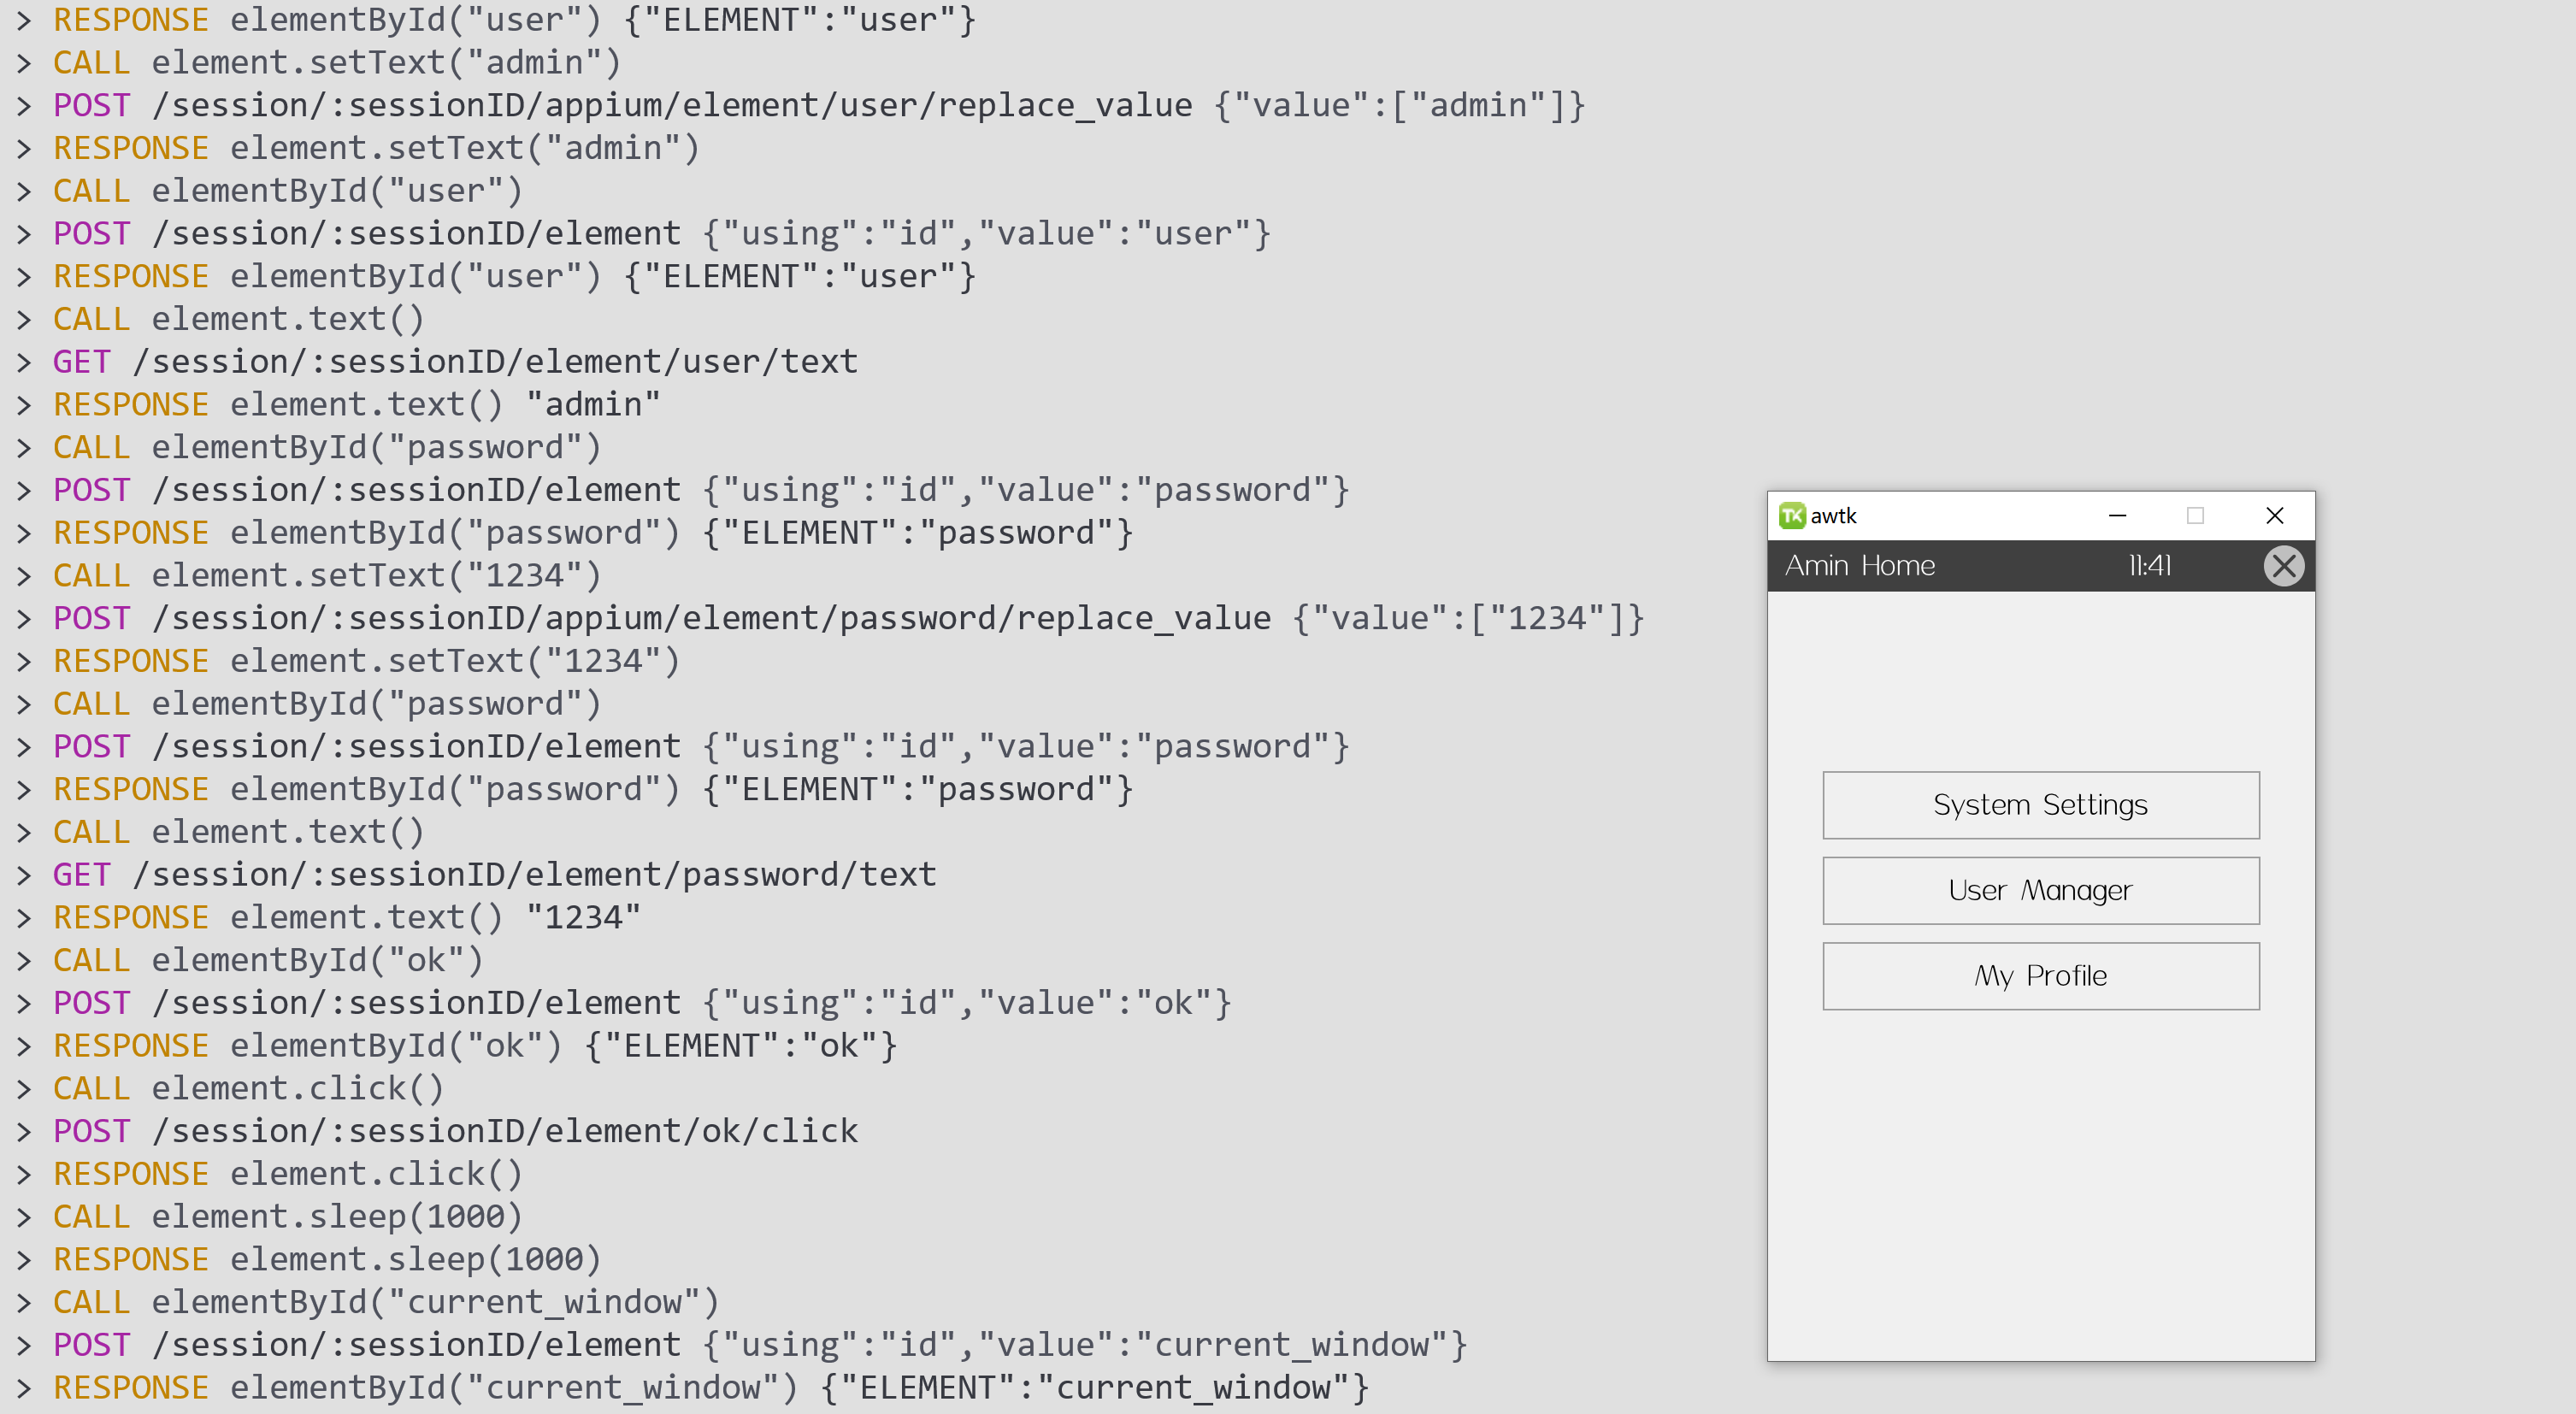 > RESPONSE elementById("user") {"ELEMENT":"user"}
> CALL element.setText("admin")
> POST /session/:sessionID/appium/element/user/replace_value {"value":["admin"]}
> RESPONSE element.setText("admin")
> CALL elementById("user")
> POST /session/:sessionID/element {"using":"id","value":"user"}
> RESPONSE elementById("user") {"ELEMENT":"user"}
> CALL element.text()
> GET /session/:sessionID/element/user/text
> RESPONSE element.text() "admin"
> CALL elementById("password")
> POST /session/:sessionID/element {"using":"id","value":"password"}
> RESPONSE elementById("password") {"ELEMENT":"password"}
> CALL element.setText("1234")
> POST /session/:sessionID/appium/element/password/replace_value {"value":["1234"]}
> RESPONSE element.setText("1234")
> CALL elementById("password")
> POST /session/:sessionID/element {"using":"id","value":"password"}
> RESPONSE elementById("password") {"ELEMENT":"password"}
> CALL element.text()
> GET /session/:sessionID/element/password/text
> RESPONSE element.text() "1234"
> CALL elementById("ok")
> POST /session/:sessionID/element {"using":"id","value":"ok"}
> RESPONSE elementById("ok") {"ELEMENT":"ok"}
> CALL element.click()
> POST /session/:sessionID/element/ok/click
> RESPONSE element.click()
> CALL element.sleep(1000)
> RESPONSE element.sleep(1000)
> CALL elementById("current_window")
> POST /session/:sessionID/element {"using":"id","value":"current_window"}
> RESPONSE elementById("current_window") {"ELEMENT":"current_window"}
TK awtk
Amin Home 11:41
System Settings
User Manager
My Profile